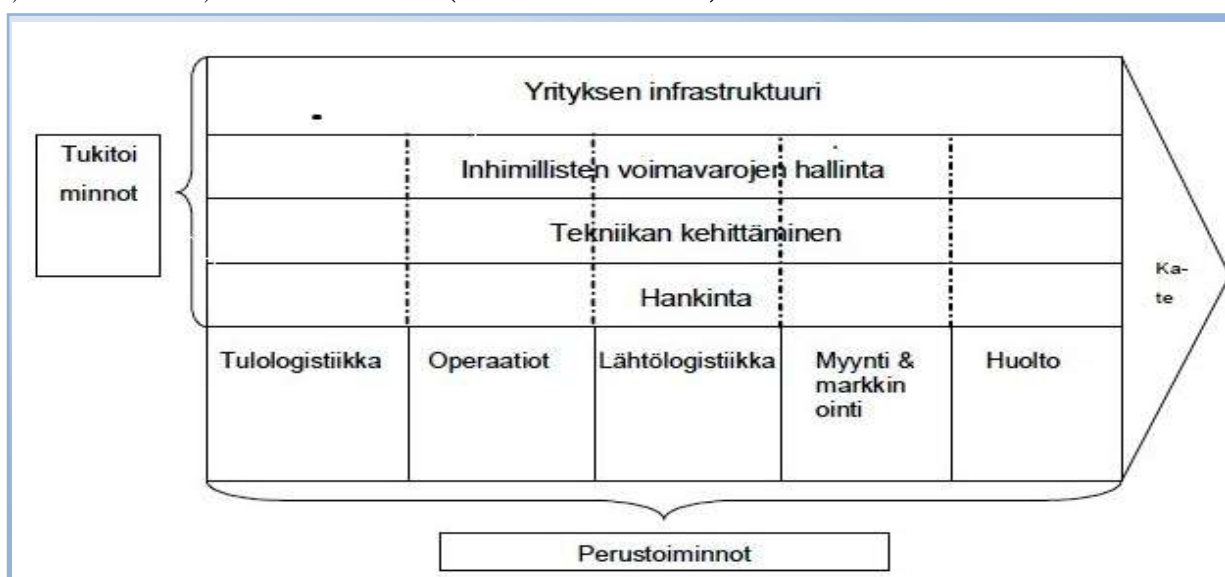 Yrityksen infrastruktuuri
Tukitoi
minnot
Inhimillisten voimavarojen hallinta
Tekniikan kehittäminen
Hankinta
Ka-
te
Tulologistiikka
Operaatiot
Lähtölogistiikka
Myynti &
markkin
ointi
Huolto
Perustoiminnot